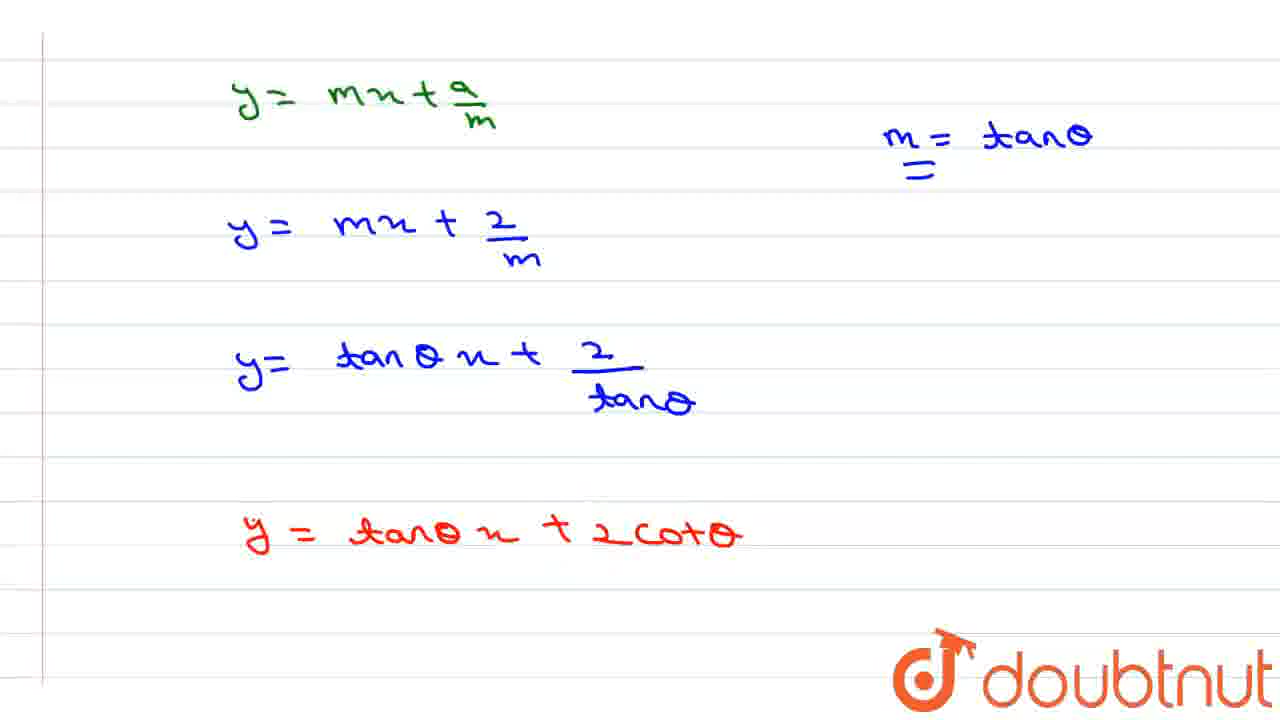 y = mx + a/m
m = tanθ
y = mx + 2/m
y = tanθ x + 2/tanθ
y = tanθ x + 2cotθ
doubtnut